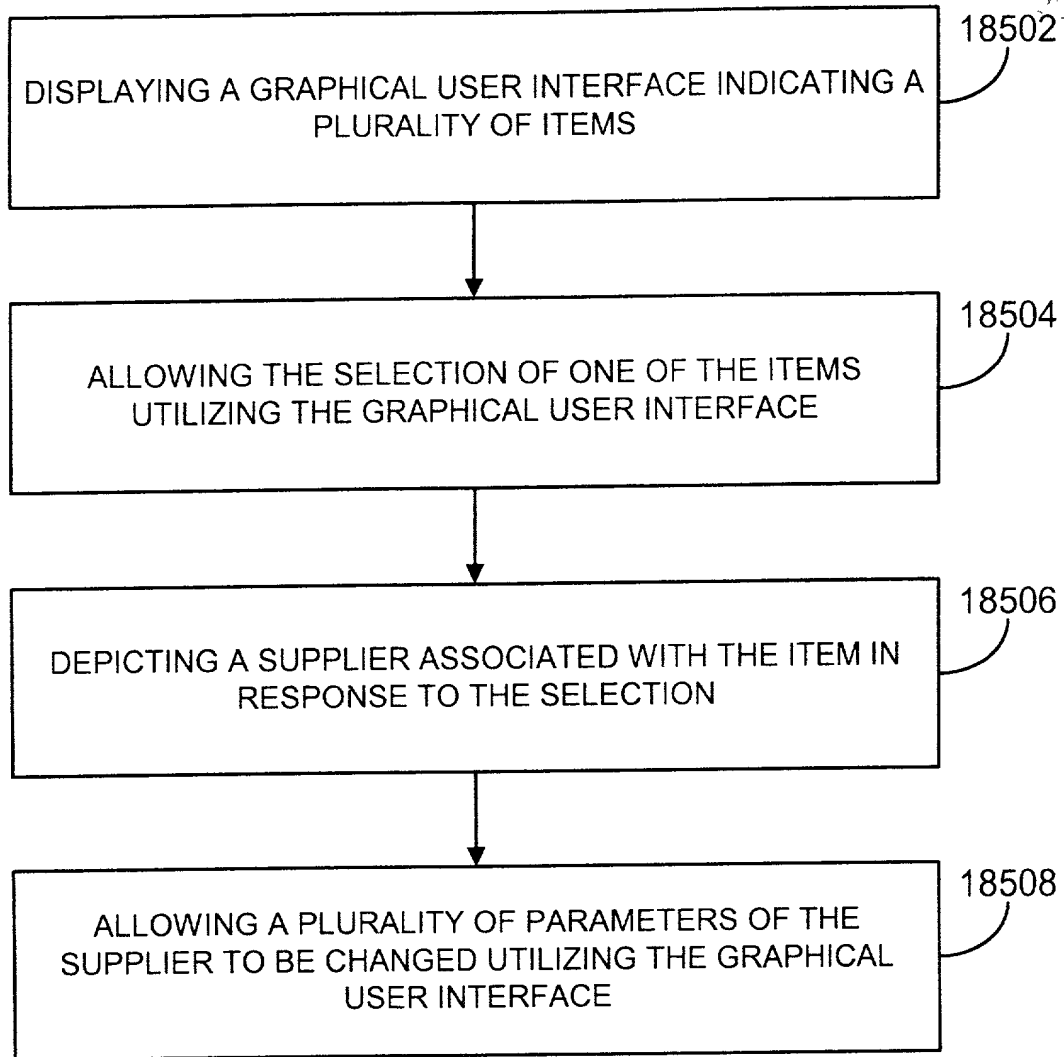 18502
DISPLAYING A GRAPHICAL USER INTERFACE INDICATING A
PLURALITY OF ITEMS
18504
ALLOWING THE SELECTION OF ONE OF THE ITEMS
UTILIZING THE GRAPHICAL USER INTERFACE
18506
DEPICTING A SUPPLIER ASSOCIATED WITH THE ITEM IN
RESPONSE TO THE SELECTION
18508
ALLOWING A PLURALITY OF PARAMETERS OF THE
SUPPLIER TO BE CHANGED UTILIZING THE GRAPHICAL
USER INTERFACE